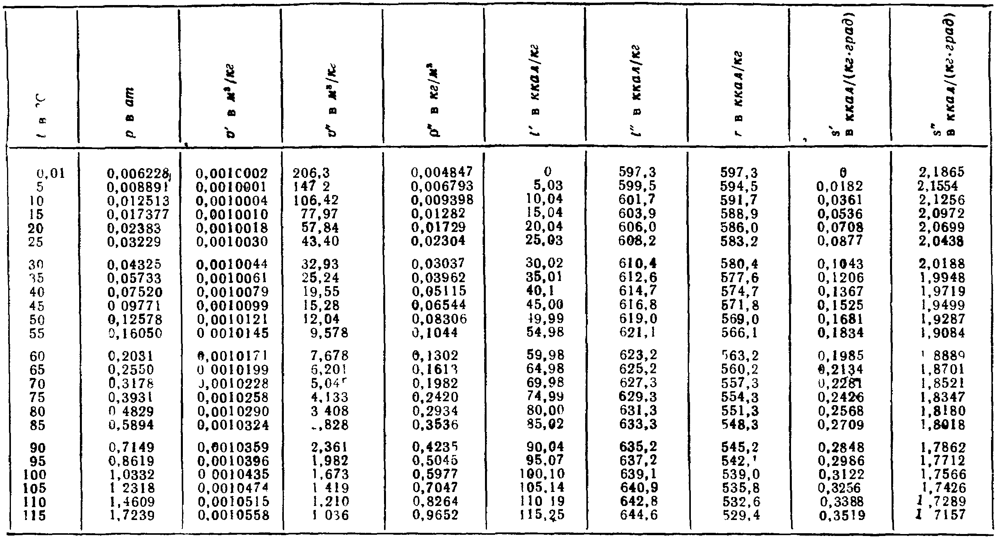 t в °C p в ат v′ в м³/кг v″ в м³/кг ρ″ в кг/м³ i′ в ккал/кг i″ в ккал/кг r в ккал/кг s′ в ккал/(кг·град) s″ в ккал/(кг·град)
0,01 0,006228 0,0010002 206,3 0,004847 0 597,3 597,3 0 2,1865
5 0,008891 0,0010001 147 2 0,006793 5,03 599,5 594,5 0,0182 2,1554
10 0,012513 0,0010004 106,42 0,009398 10,04 601,7 591,7 0,0361 2,1256
15 0,017377 0,0010010 77,97 0,01282 15,04 603,9 588,9 0,0536 2,0972
20 0,02383 0,0010018 57,84 0,01729 20,04 606,0 586,0 0,0708 2,0699
25 0,03229 0,0010030 43,40 0,02304 25,03 608,2 583,2 0,0877 2,0438
30 0,04325 0,0010044 32,93 0,03037 30,02 610,4 580,4 0,1043 2,0188
35 0,05733 0,0010061 25,24 0,03962 35,01 612,6 577,6 0,1206 1,9948
40 0,07520 0,0010079 19,55 0,05115 40,1 614,7 574,7 0,1367 1,9719
45 0 09771 0,0010099 15,28 0,06544 45,00 616,8 571,8 0,1525 1,9499
50 0,12578 0,0010121 12,04 0,08306 49,99 619,0 569,0 0,1681 1,9287
55 0,16050 0 0010145 9,578 0,1044 54,98 621,1 566,1 0,1834 1,9084
60 0,2031 0,0010171 7,678 0,1302 59,98 623,2 563,2 0,1985 1 8889
65 0,2550 0 0010199 6,201 0,1613 64,98 625,2 560,2 0,2134 1,8701
70 0,3178 0,0010228 0,1982 69,98 627,3 557,3 0,2281 1,8521
75 0,3931 0,0010258 4,133 0,2420 74,99 629,3 554,3 0,2426 1,8347
80 0 4829 0,0010290 3 408 0,2934 80,00 631,3 551,3 0,2568 1,8180
85 0,5894 0,0010324 0,3536 85,02 633,3 548,3 0,2709 1,8018
90 0,7149 0,0010359 2,361 0,4235 90,04 635,2 545,2 0,2848 1,7862
95 0,8619 0,0010396 1,982 0,5045 95,07 637,2 542,1 0,2986 1,7712
100 1,0332 0 0010435 1,673 0,5977 100,10 639,1 539,0 0,3122 1,7566
105 1 2318 0,0010474 1 419 0,7047 105,14 640,9 535,8 0,3256 1,7426
110 1,4609 0,0010515 1,210 0,8264 110 19 642,8 532,6 0,3388 1,7289
115 1,7239 0,0010558 1 036 0,9652 115,25 644,6 529,4 0,3519 1 7157